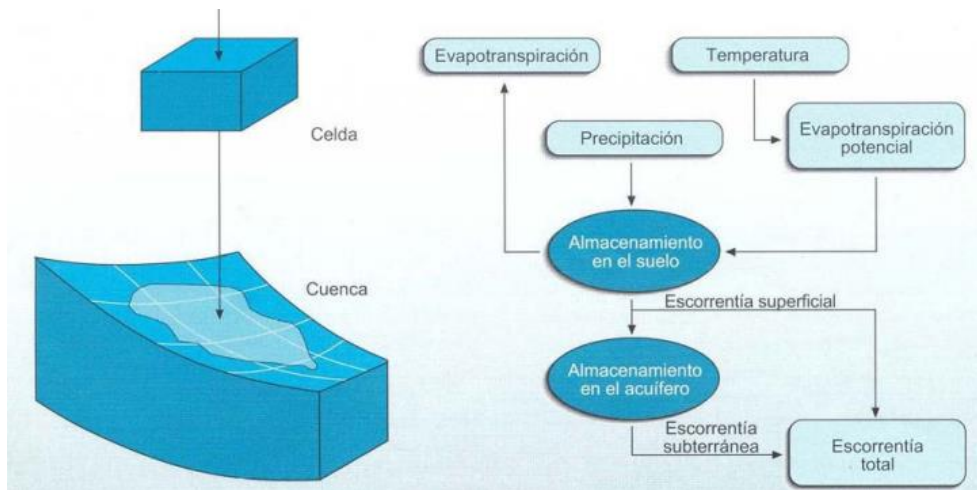 Celda
Cuenca
Evapotranspiración
Temperatura
Precipitación
Evapotranspiración
potencial
Almacenamiento
en el suelo
Escorrentía superficial
Almacenamiento
en el acuífero
Escorrentía
subterránea
Escorrentía
total